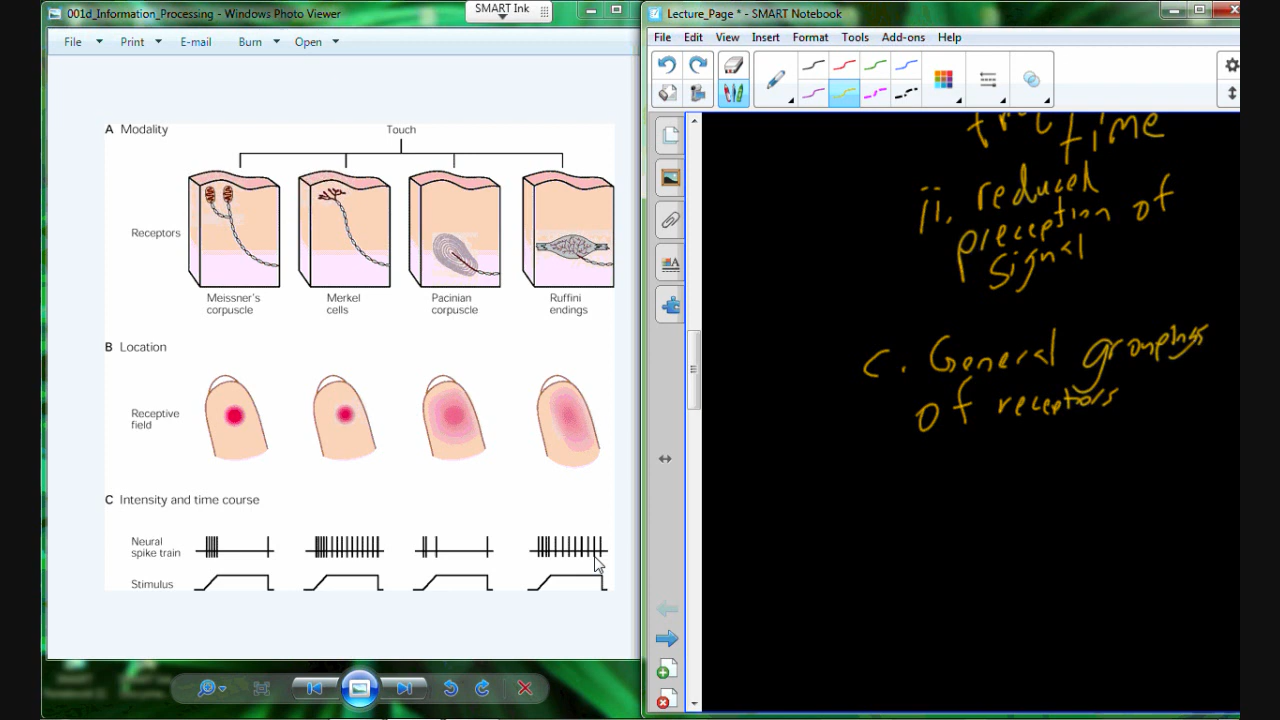 001d_Information_Processing - Windows Photo Viewer
SMART Ink
File Print E-mail Burn Open
A Modality
Touch
Receptors
Meissner's
corpuscle
Merkel
cells
Pacinian
corpuscle
Ruffini
endings
B Location
Receptive
field
C Intensity and time course
Neural
spike train
Stimulus
Lecture_Page * - SMART Notebook
File Edit View Insert Format Tools Add-ons Help
time
ii. reduced
preception of
signal
c. General groupings
of receptors